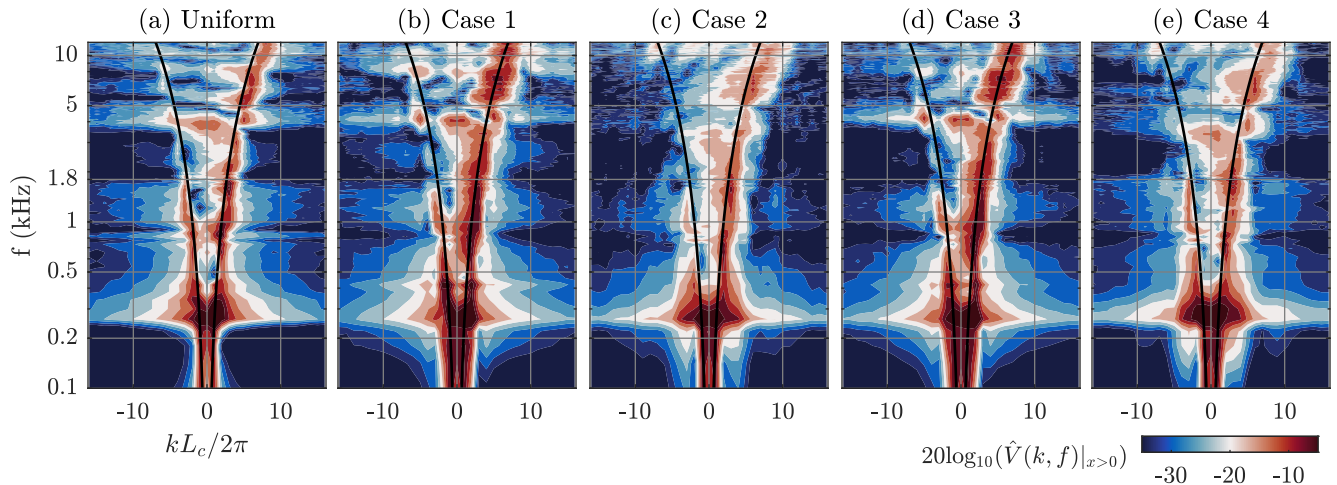 (a) Uniform (b) Case 1 (c) Case 2 (d) Case 3 (e) Case 4
f (kHz)
10
5
1.8
1
0.5
0.2
0.1
-10 0 10 -10 0 10 -10 0 10 -10 0 10 -10 0 10
kL_c/2π
20log₁₀(V̂(k, f)|ₓ>₀)
-30 -20 -10